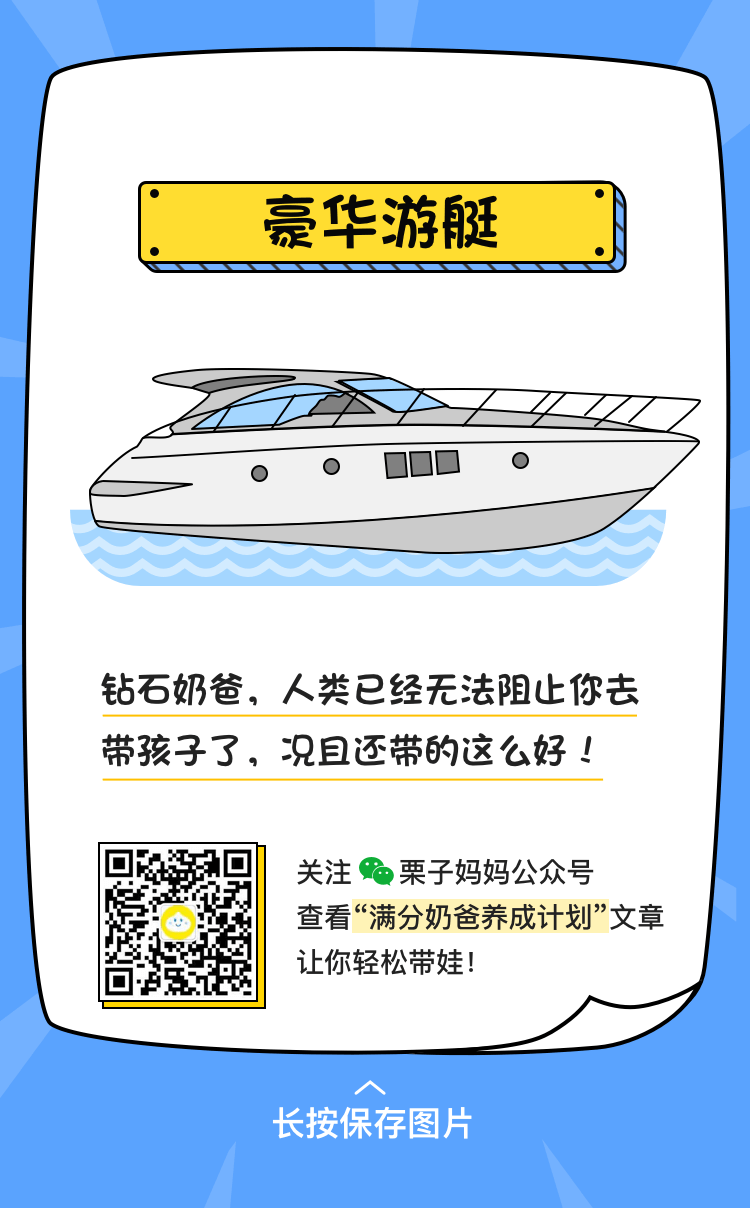 豪华游艇
钻石奶爸，人类已经无法阻止你去
带孩子了，况且还带的这么好！
关注 栗子妈妈公众号
查看“满分奶爸养成计划”文章
让你轻松带娃！
长按保存图片